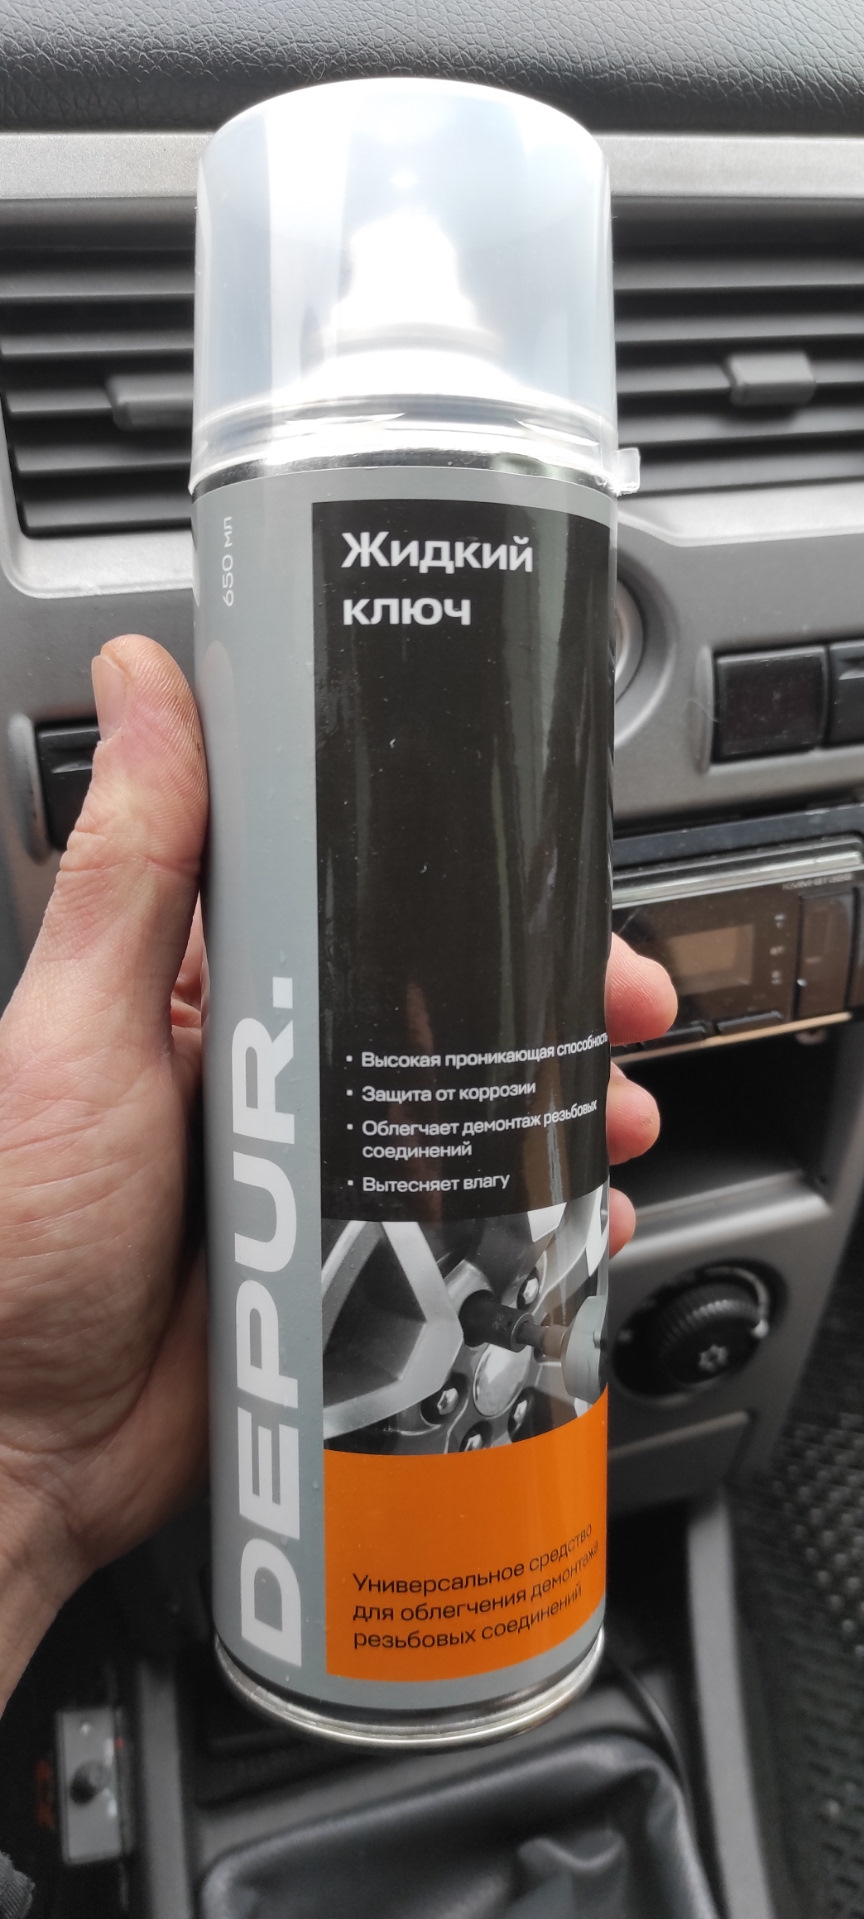 650 мл
Жидкий
ключ
DEPUR.
▪ Высокая проникающая способность
▪ Защита от коррозии
▪ Облегчает демонтаж резьбовых
соединений
▪ Вытесняет влагу
Универсальное средство
для облегчения демонтажа
резьбовых соединений